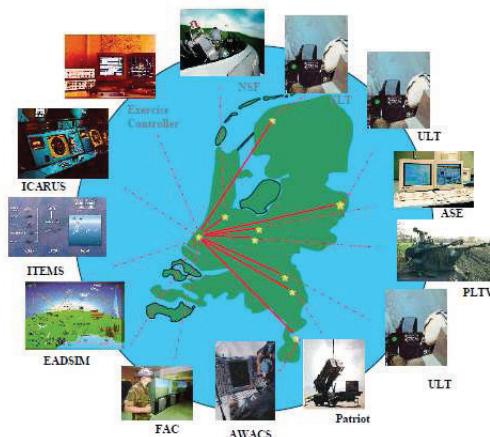 NSF
ULT
Exercise
Controller
ULT
ICARUS
ASE
ITEMS
PLTV
EADSIM
ULT
FAC
AWACS
Patriot